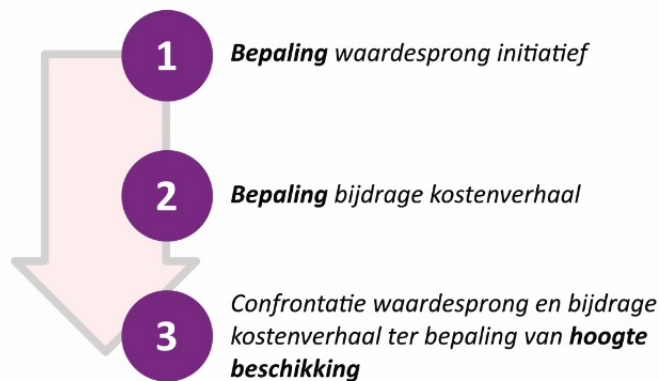 1
Bepaling waardesprong initiatief
2
Bepaling bijdrage kostenverhaal
3
Confrontatie waardesprong en bijdrage
kostenverhaal ter bepaling van hoogte
beschikking